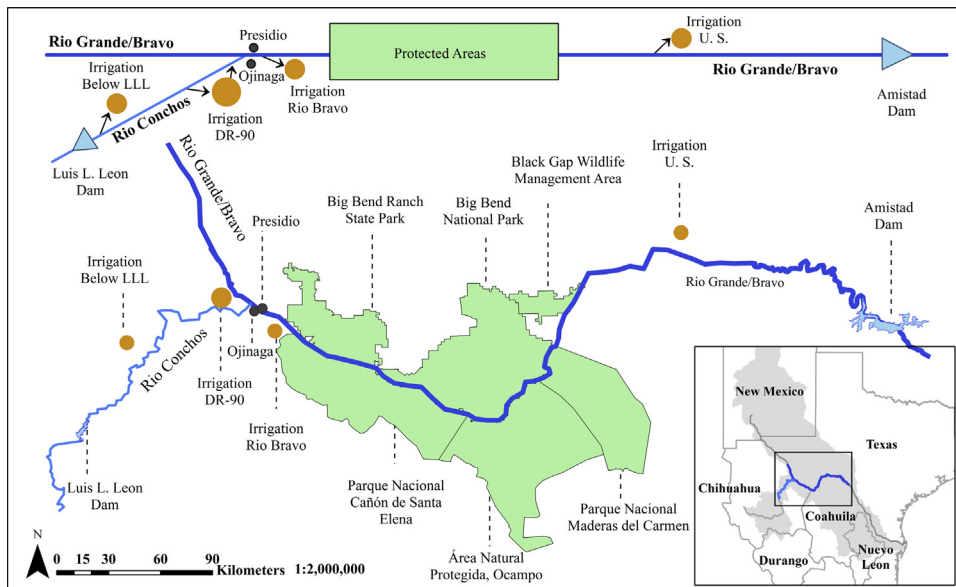 Rio Grande/Bravo
Presidio
Protected Areas
Irrigation
U. S.
Irrigation
Below LLL
Ojinaga
Irrigation
Rio Bravo
Rio Grande/Bravo
Rio Conchos
Irrigation
DR-90
Amistad
Dam
Luis L. Leon
Dam
Rio Grande/Bravo
Big Bend Ranch
State Park
Big Bend
National Park
Black Gap Wildlife
Management Area
Irrigation
U. S.
Presidio
Amistad
Dam
Irrigation
Below LLL
Rio Grande/Bravo
Rio Conchos
Ojinaga
Irrigation
DR-90
Irrigation
Rio Bravo
Luis L. Leon
Dam
Parque Nacional
Cañón de Santa
Elena
Área Natural
Protegida, Ocampo
Parque Nacional
Maderas del Carmen
New Mexico
Texas
Chihuahua
Coahuila
Nuevo
Leon
Durango
N
0 15 30 60 90
Kilometers 1:2,000,000